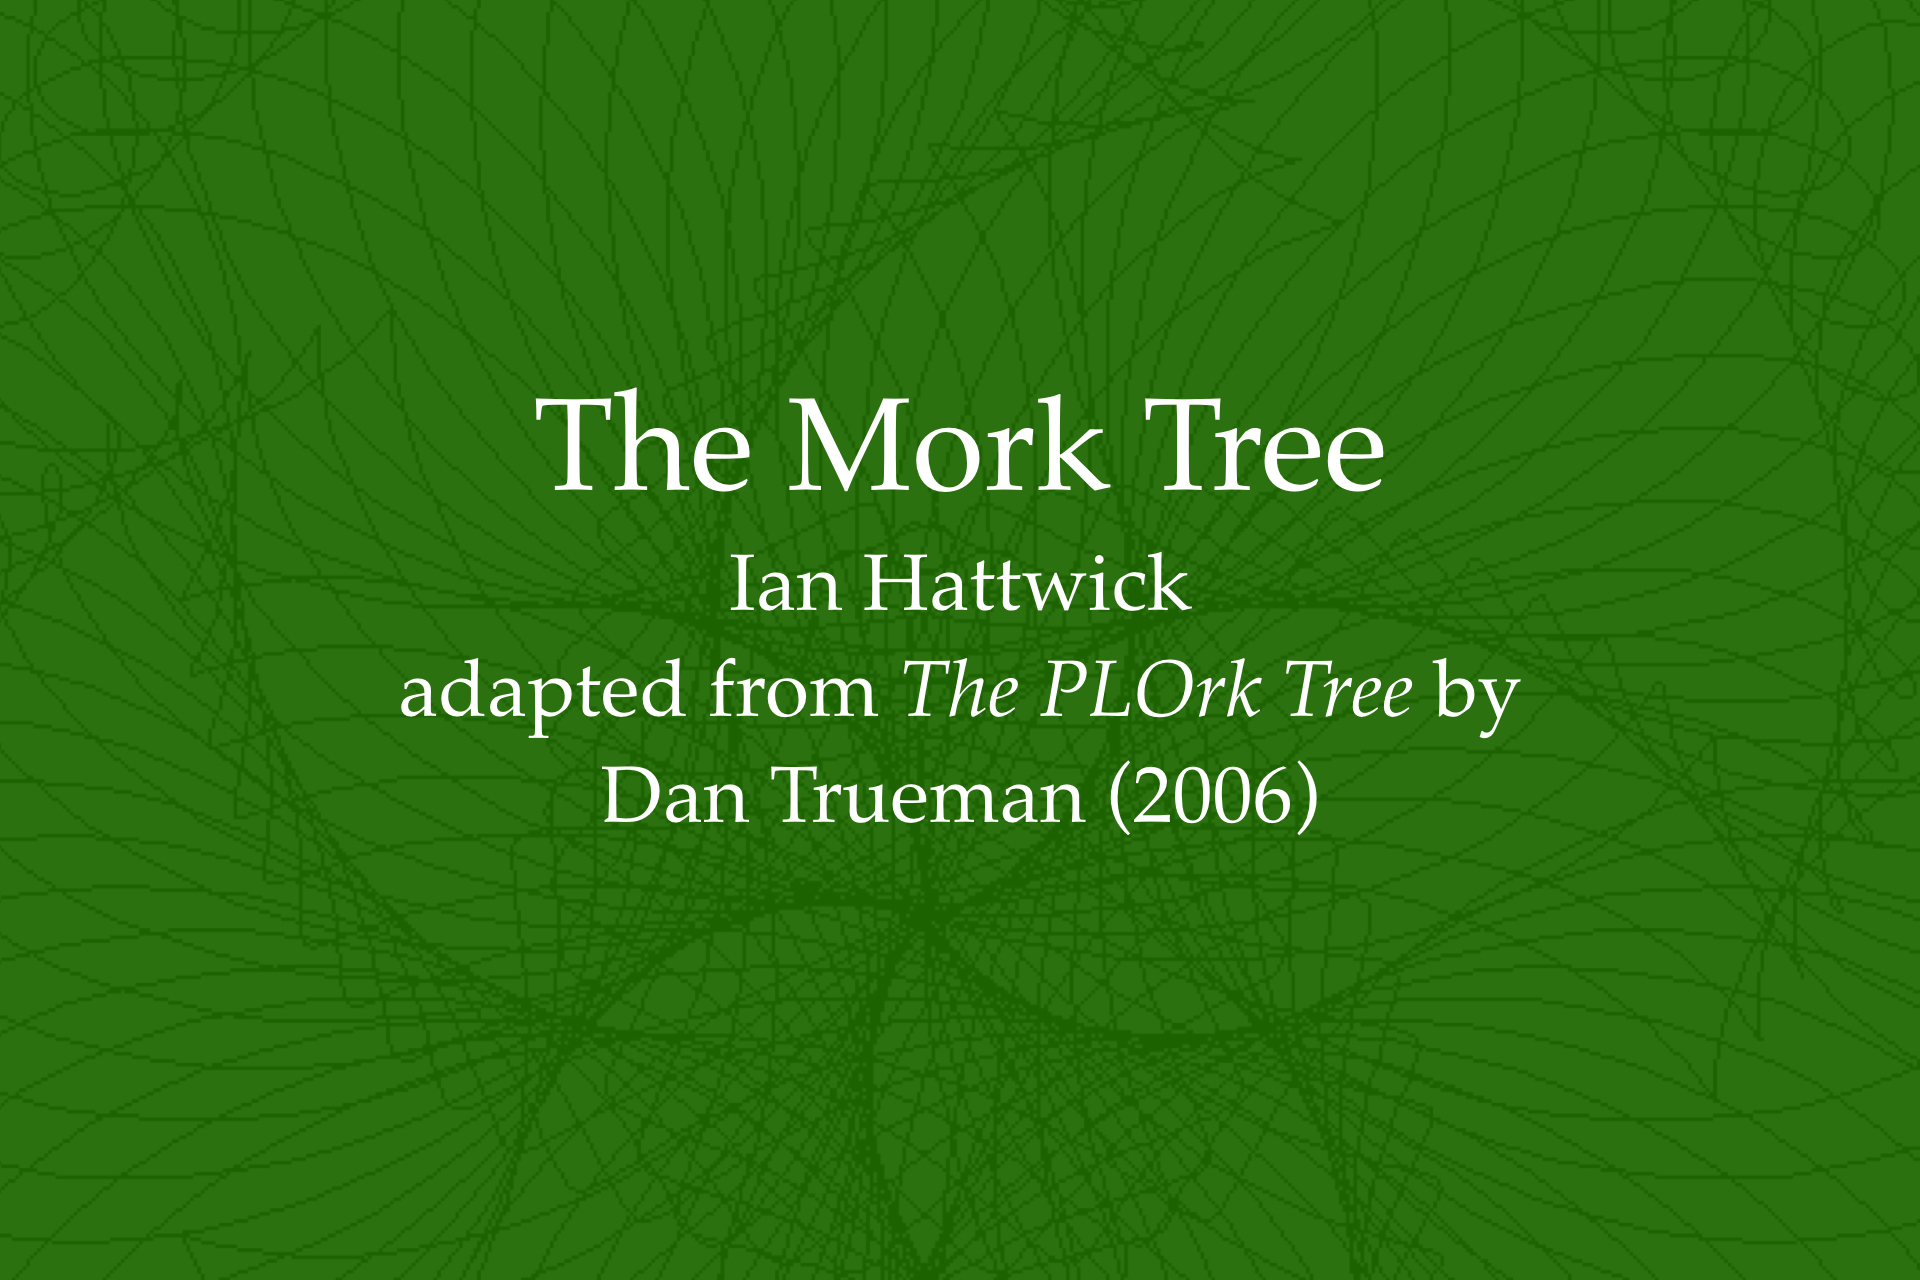 The Mork Tree
Ian Hattwick
adapted from The PLOrk Tree by
Dan Trueman (2006)